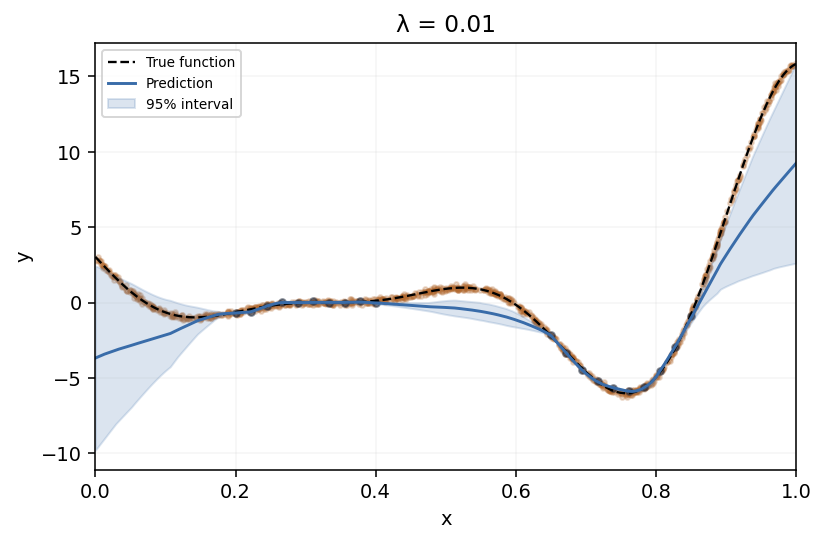 λ = 0.01
True function
Prediction
95% interval
y
15
10
5
0
−5
−10
0.0 0.2 0.4 0.6 0.8 1.0
x